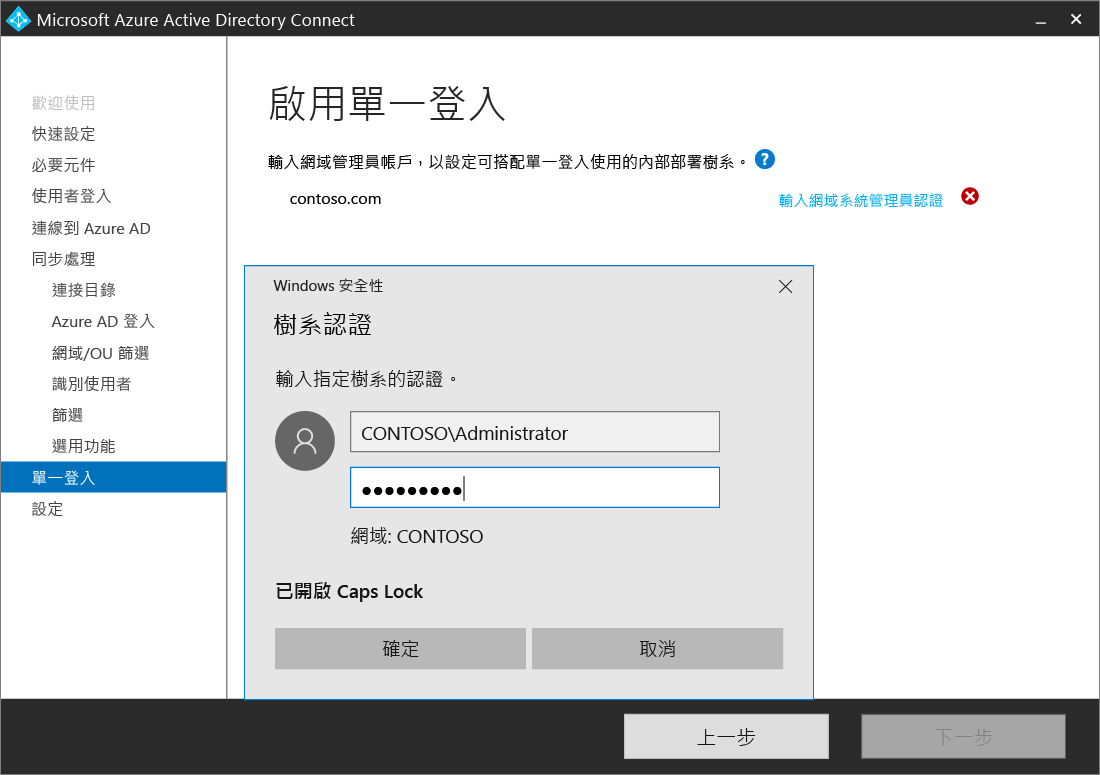 Microsoft Azure Active Directory Connect
歡迎使用
快速設定
必要元件
使用者登入
連線到 Azure AD
同步處理
連接目錄
Azure AD 登入
網域/OU 篩選
識別使用者
篩選
選用功能
單一登入
設定
啟用單一登入
輸入網域管理員帳戶，以設定可搭配單一登入使用的內部部署樹系。 ?
contoso.com
輸入網域系統管理員認證
Windows 安全性
樹系認證
輸入指定樹系的認證。
CONTOSO\Administrator
●●●●●●●●●
網域: CONTOSO
已開啟 Caps Lock
確定
取消
上一步
下一步